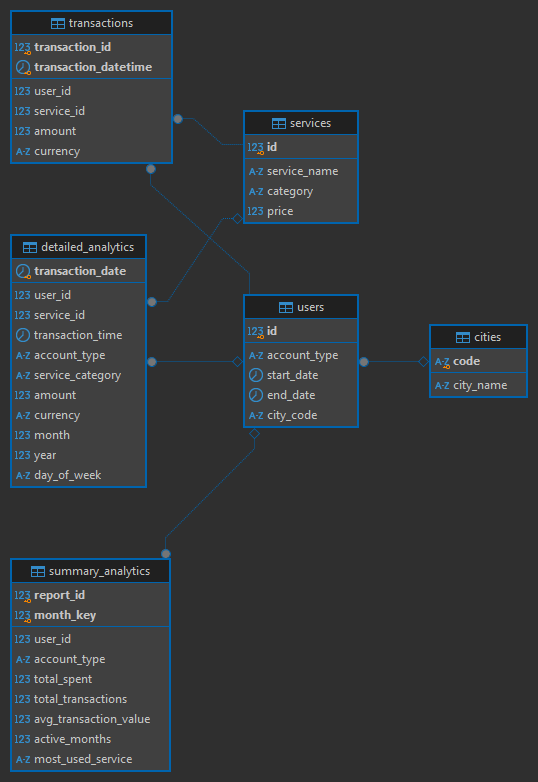 transactions
123 transaction_id
transaction_datetime
123 user_id
123 service_id
123 amount
A-Z currency
services
123 id
A-Z service_name
A-Z category
123 price
detailed_analytics
transaction_date
123 user_id
123 service_id
transaction_time
A-Z account_type
A-Z service_category
123 amount
A-Z currency
123 month
123 year
A-Z day_of_week
users
123 id
A-Z account_type
start_date
end_date
A-Z city_code
cities
A-Z code
A-Z city_name
summary_analytics
123 report_id
123 month_key
123 user_id
A-Z account_type
123 total_spent
123 total_transactions
123 avg_transaction_value
123 active_months
A-Z most_used_service